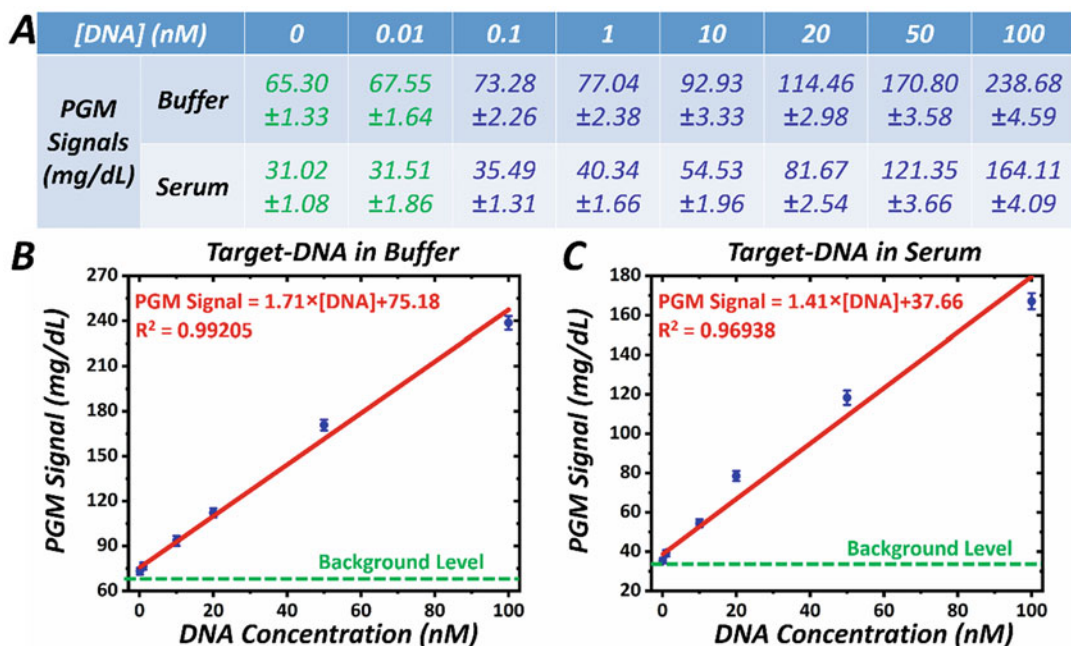 A
[DNA] (nM) 0 0.01 0.1 1 10 20 50 100
PGM Signals (mg/dL)
Buffer 65.30 67.55 73.28 77.04 92.93 114.46 170.80 238.68
±1.33 ±1.64 ±2.26 ±2.38 ±3.33 ±2.98 ±3.58 ±4.59
Serum 31.02 31.51 35.49 40.34 54.53 81.67 121.35 164.11
±1.08 ±1.86 ±1.31 ±1.66 ±1.96 ±2.54 ±3.66 ±4.09
B
Target-DNA in Buffer
PGM Signal = 1.71×[DNA]+75.18
R² = 0.99205
Background Level
PGM Signal (mg/dL)
270
240
210
180
150
120
90
60
0 20 40 60 80 100
DNA Concentration (nM)
C
Target-DNA in Serum
PGM Signal = 1.41×[DNA]+37.66
R² = 0.96938
Background Level
PGM Signal (mg/dL)
180
160
140
120
100
80
60
40
20
0 20 40 60 80 100
DNA Concentration (nM)